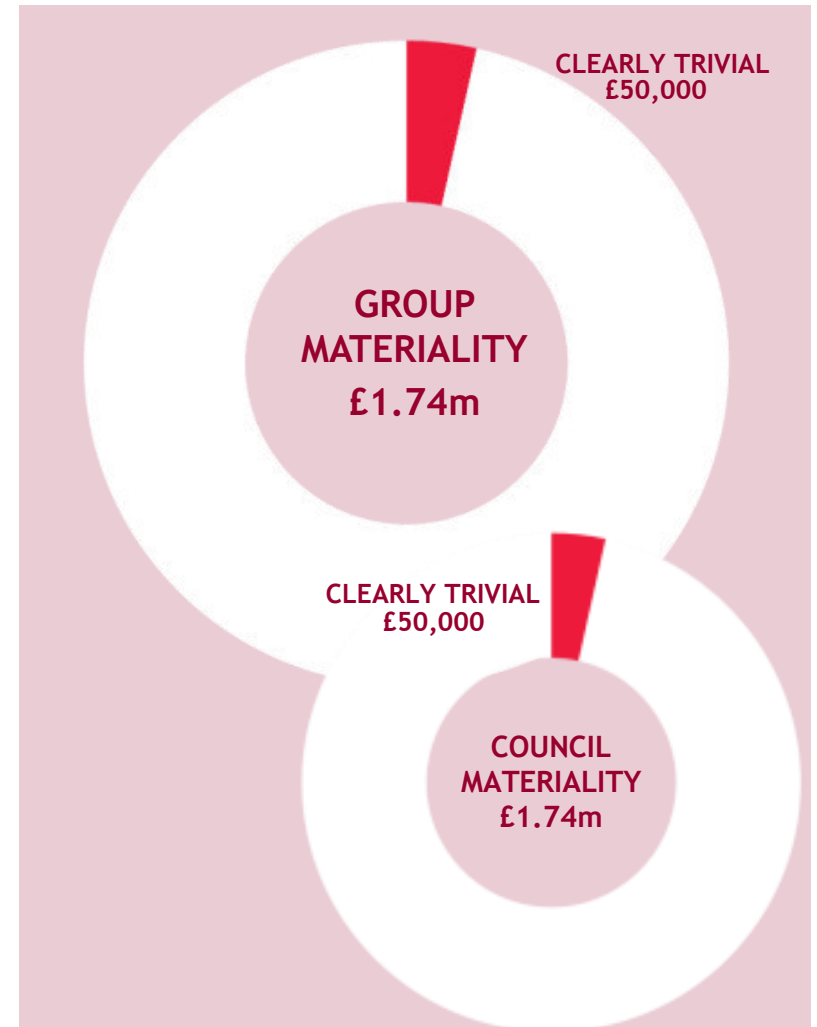 CLEARLY TRIVIAL
£50,000
GROUP
MATERIALITY
£1.74m
CLEARLY TRIVIAL
£50,000
COUNCIL
MATERIALITY
£1.74m